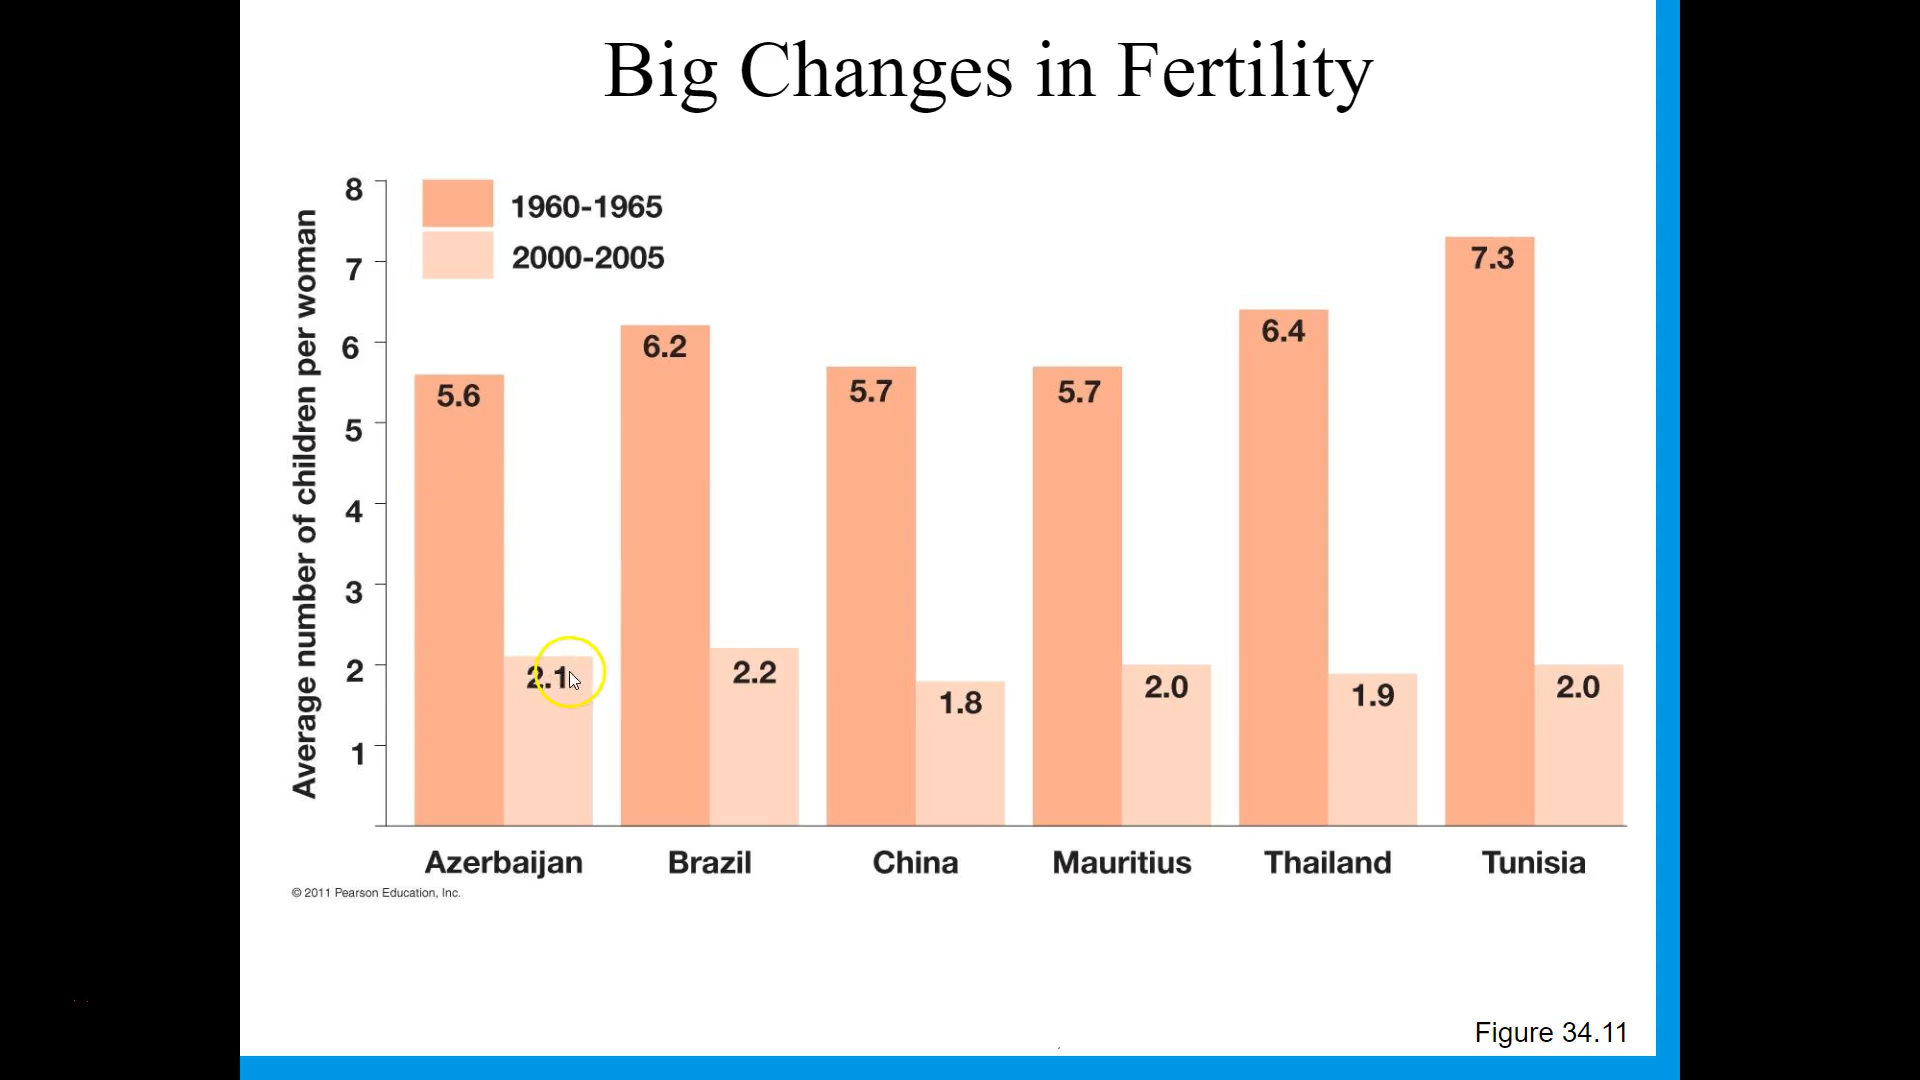 Big Changes in Fertility
Average number of children per woman
8
7
6
5
4
3
2
1
1960-1965
2000-2005
5.6
2.1
6.2
2.2
5.7
1.8
5.7
2.0
6.4
1.9
7.3
2.0
Azerbaijan
Brazil
China
Mauritius
Thailand
Tunisia
© 2011 Pearson Education, Inc.
Figure 34.11